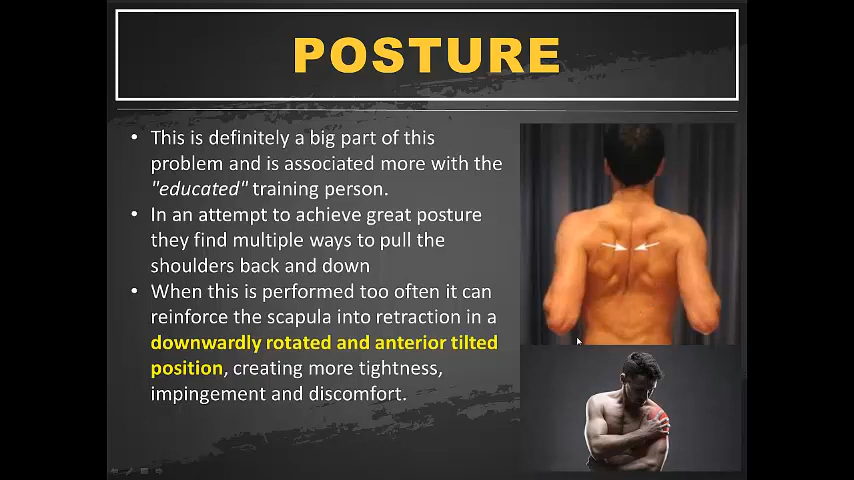 POSTURE
• This is definitely a big part of this
problem and is associated more with the
"educated" training person.
• In an attempt to achieve great posture
they find multiple ways to pull the
shoulders back and down
• When this is performed too often it can
reinforce the scapula into retraction in a
downwardly rotated and anterior tilted
position, creating more tightness,
impingement and discomfort.